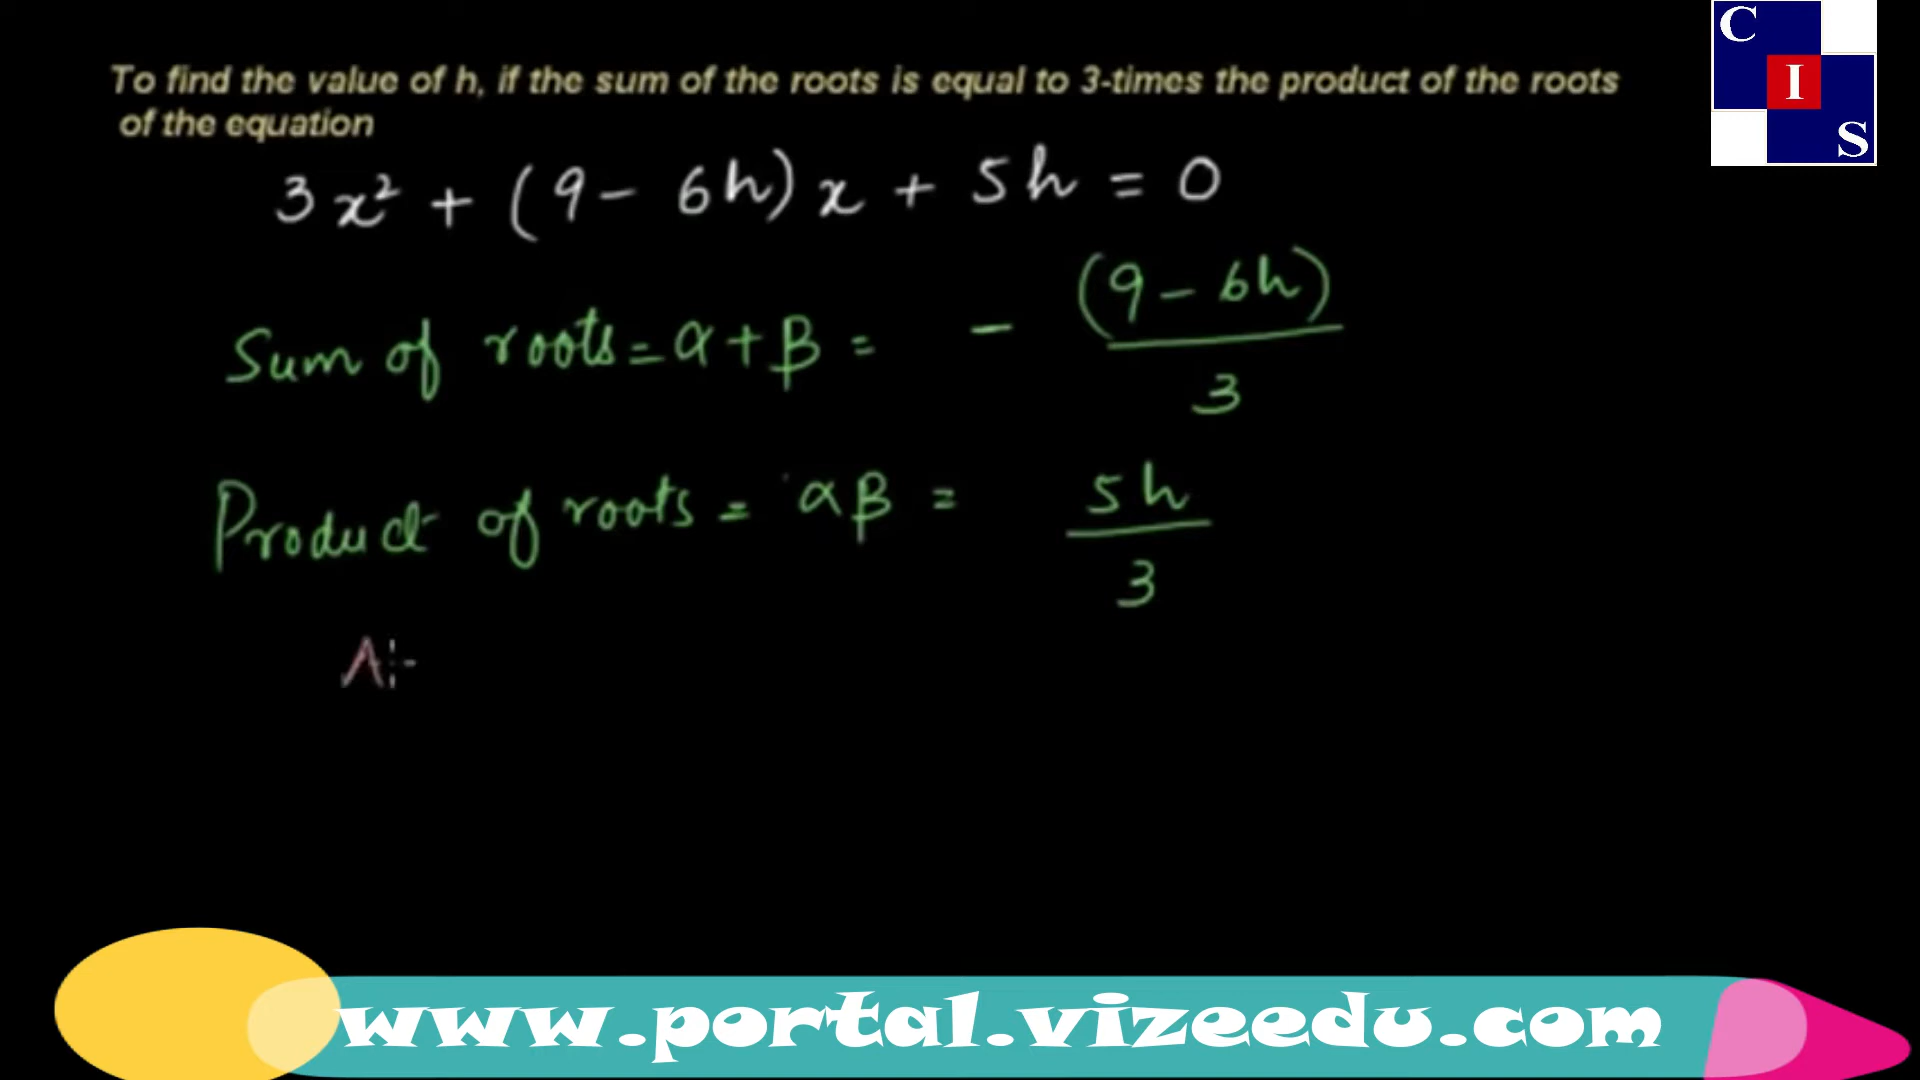 C
I
S
To find the value of h, if the sum of the roots is equal to 3-times the product of the roots
of the equation
3x² + (9 - 6h)x + 5h = 0
Sum of roots = α + β = - (9 - 6h) / 3
Product of roots = αβ = 5h / 3
www.portal.vizeedu.com